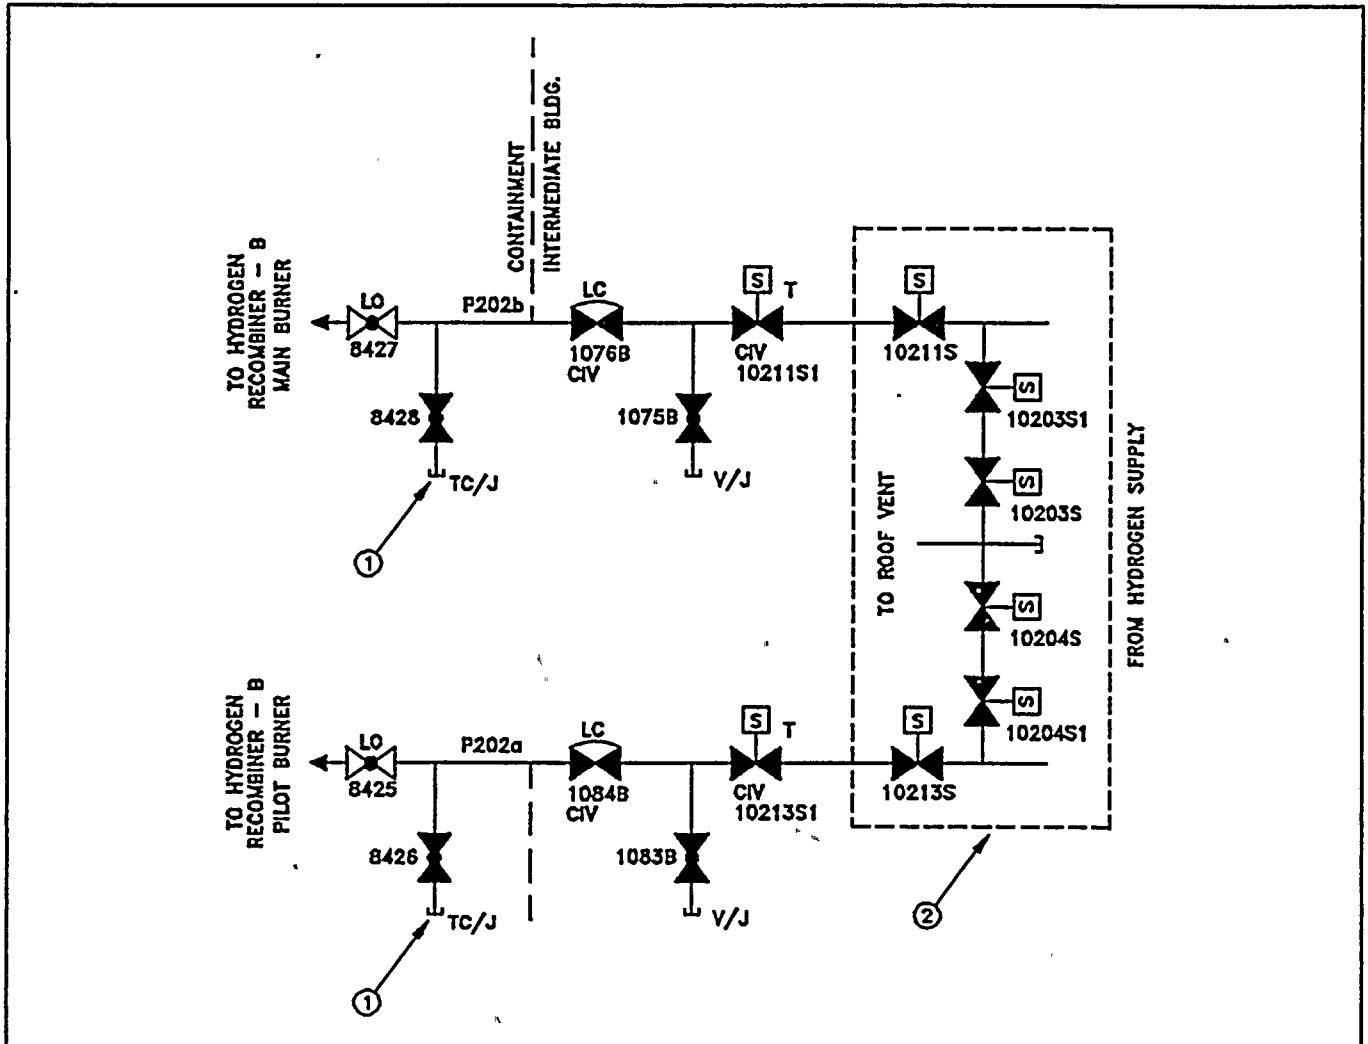 CONTAINMENT
INTERMEDIATE BLDG.
TO HYDROGEN
RECOMBINER - B
MAIN BURNER
LO
8427
P202b
LC
1076B
CIV
S
T
CIV
10211S1
S
10211S
8428
TC/J
1
1075B
V/J
S
10203S1
S
10203S
TO ROOF VENT
S
10204S
S
10204S1
FROM HYDROGEN SUPPLY
TO HYDROGEN
RECOMBINER - B
PILOT BURNER
LO
8425
P202a
LC
1084B
CIV
S
T
CIV
10213S1
S
10213S
8426
TC/J
1
1083B
V/J
2